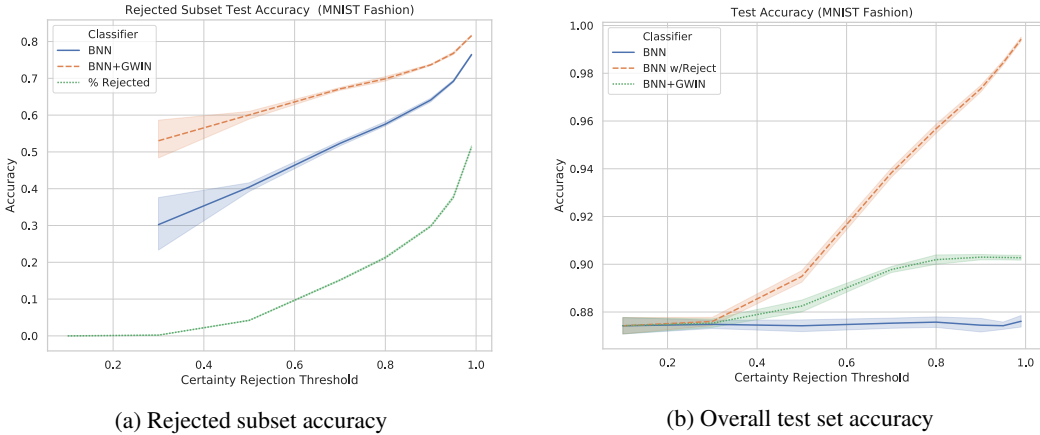 Rejected Subset Test Accuracy (MNIST Fashion)
Classifier
BNN
BNN+GWIN
% Rejected
0.8
0.7
0.6
0.5
0.4
0.3
0.2
0.1
0.0
Accuracy
0.2
0.4
0.6
0.8
1.0
Certainty Rejection Threshold
(a) Rejected subset accuracy
Test Accuracy (MNIST Fashion)
Classifier
BNN
BNN w/Reject
BNN+GWIN
1.00
0.98
0.96
0.94
0.92
0.90
0.88
Accuracy
0.2
0.4
0.6
0.8
1.0
Certainty Rejection Threshold
(b) Overall test set accuracy